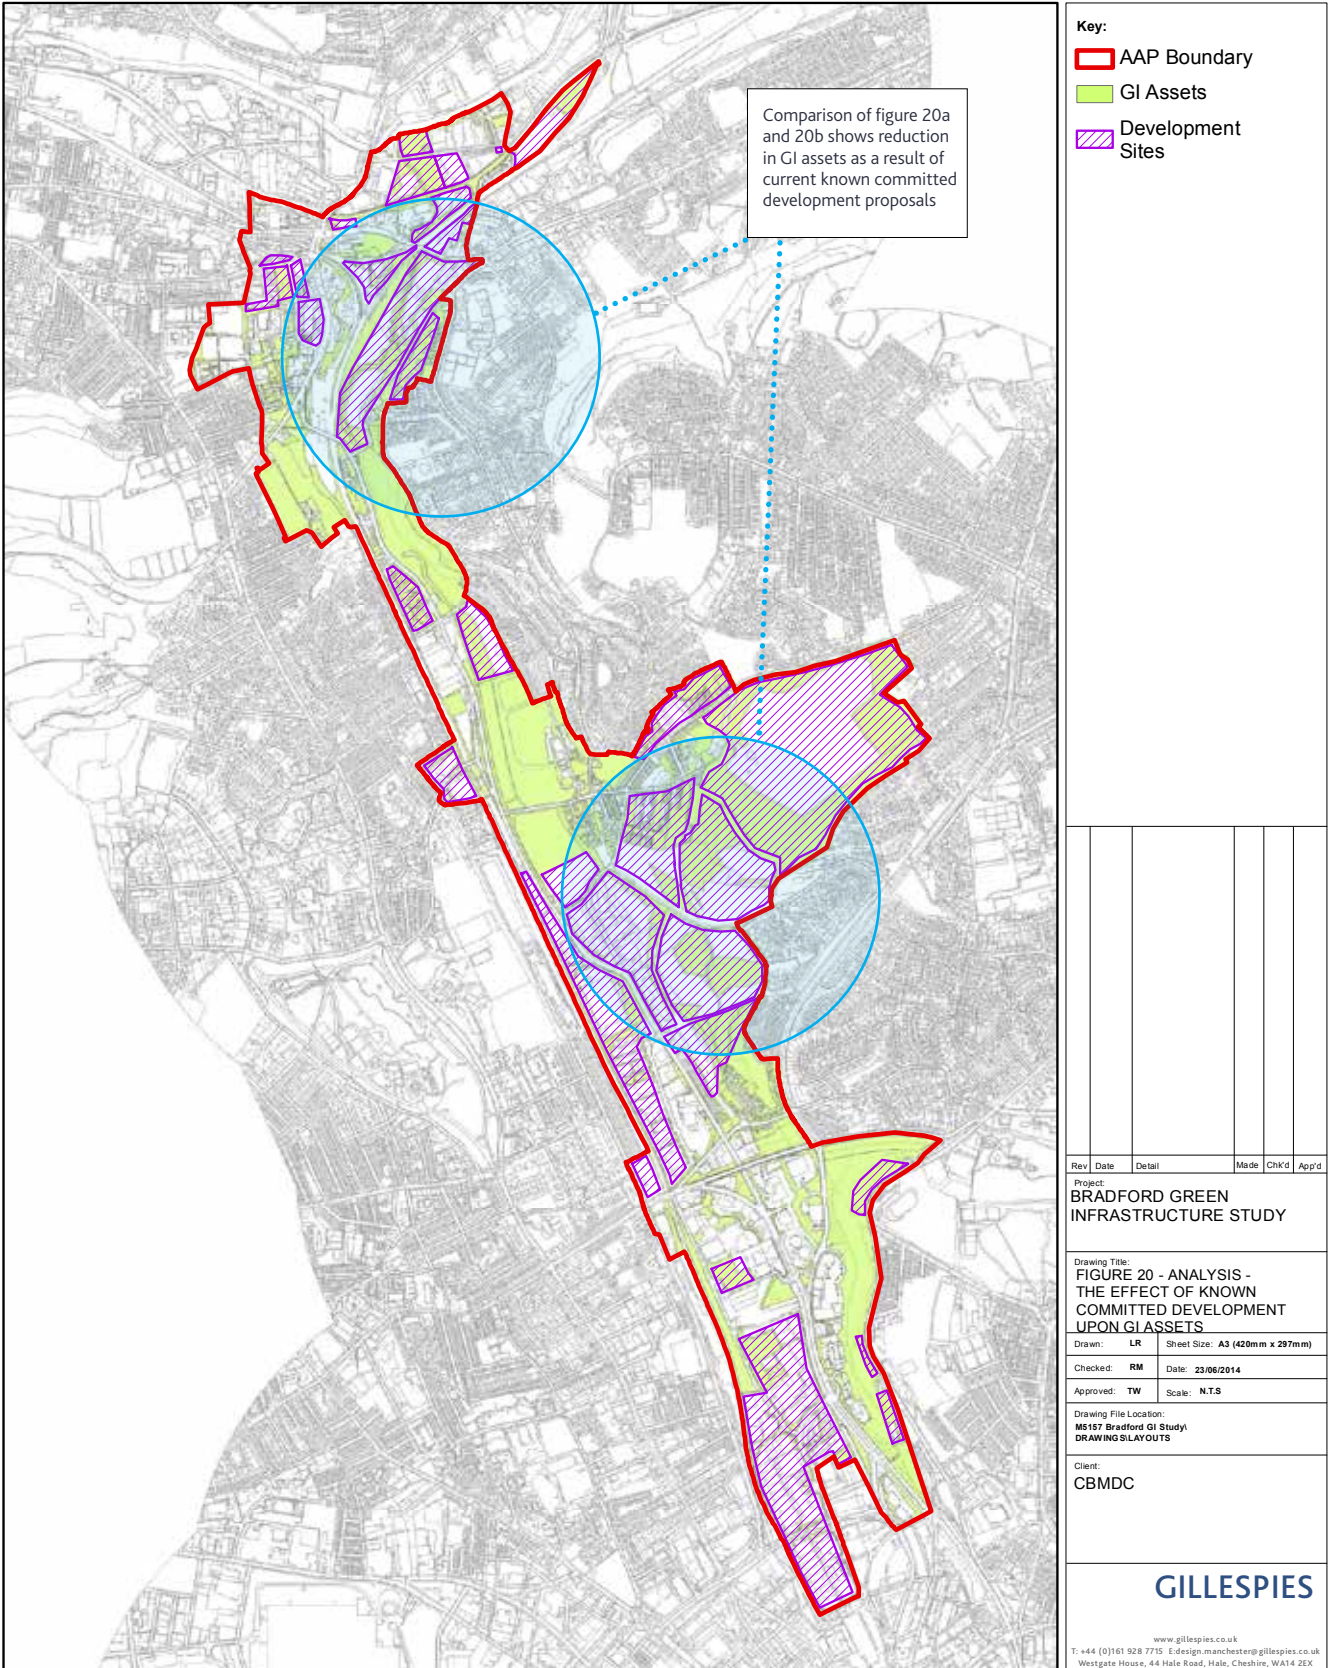 Comparison of figure 20a
and 20b shows reduction
in GI assets as a result of
current known committed
development proposals
Key:
AAP Boundary
GI Assets
Development
Sites
Rev Date Detail Made Chk'd App'd
Project:
BRADFORD GREEN
INFRASTRUCTURE STUDY
Drawing Title:
FIGURE 20 - ANALYSIS -
THE EFFECT OF KNOWN
COMMITTED DEVELOPMENT
UPON GI ASSETS
Drawn: LR Sheet Size: A3 (420mm x 297mm)
Checked: RM Date: 23/06/2014
Approved: TW Scale: N.T.S
Drawing File Location:
M5157 Bradford GI Study\
DRAWINGS\LAYOUTS
Client:
CBMDC
GILLESPIES
www.gillespies.co.uk
T: +44 (0)161 928 7715 E:design.manchester@gillespies.co.uk
Westgate House, 44 Hale Road, Hale, Cheshire, WA14 2EX